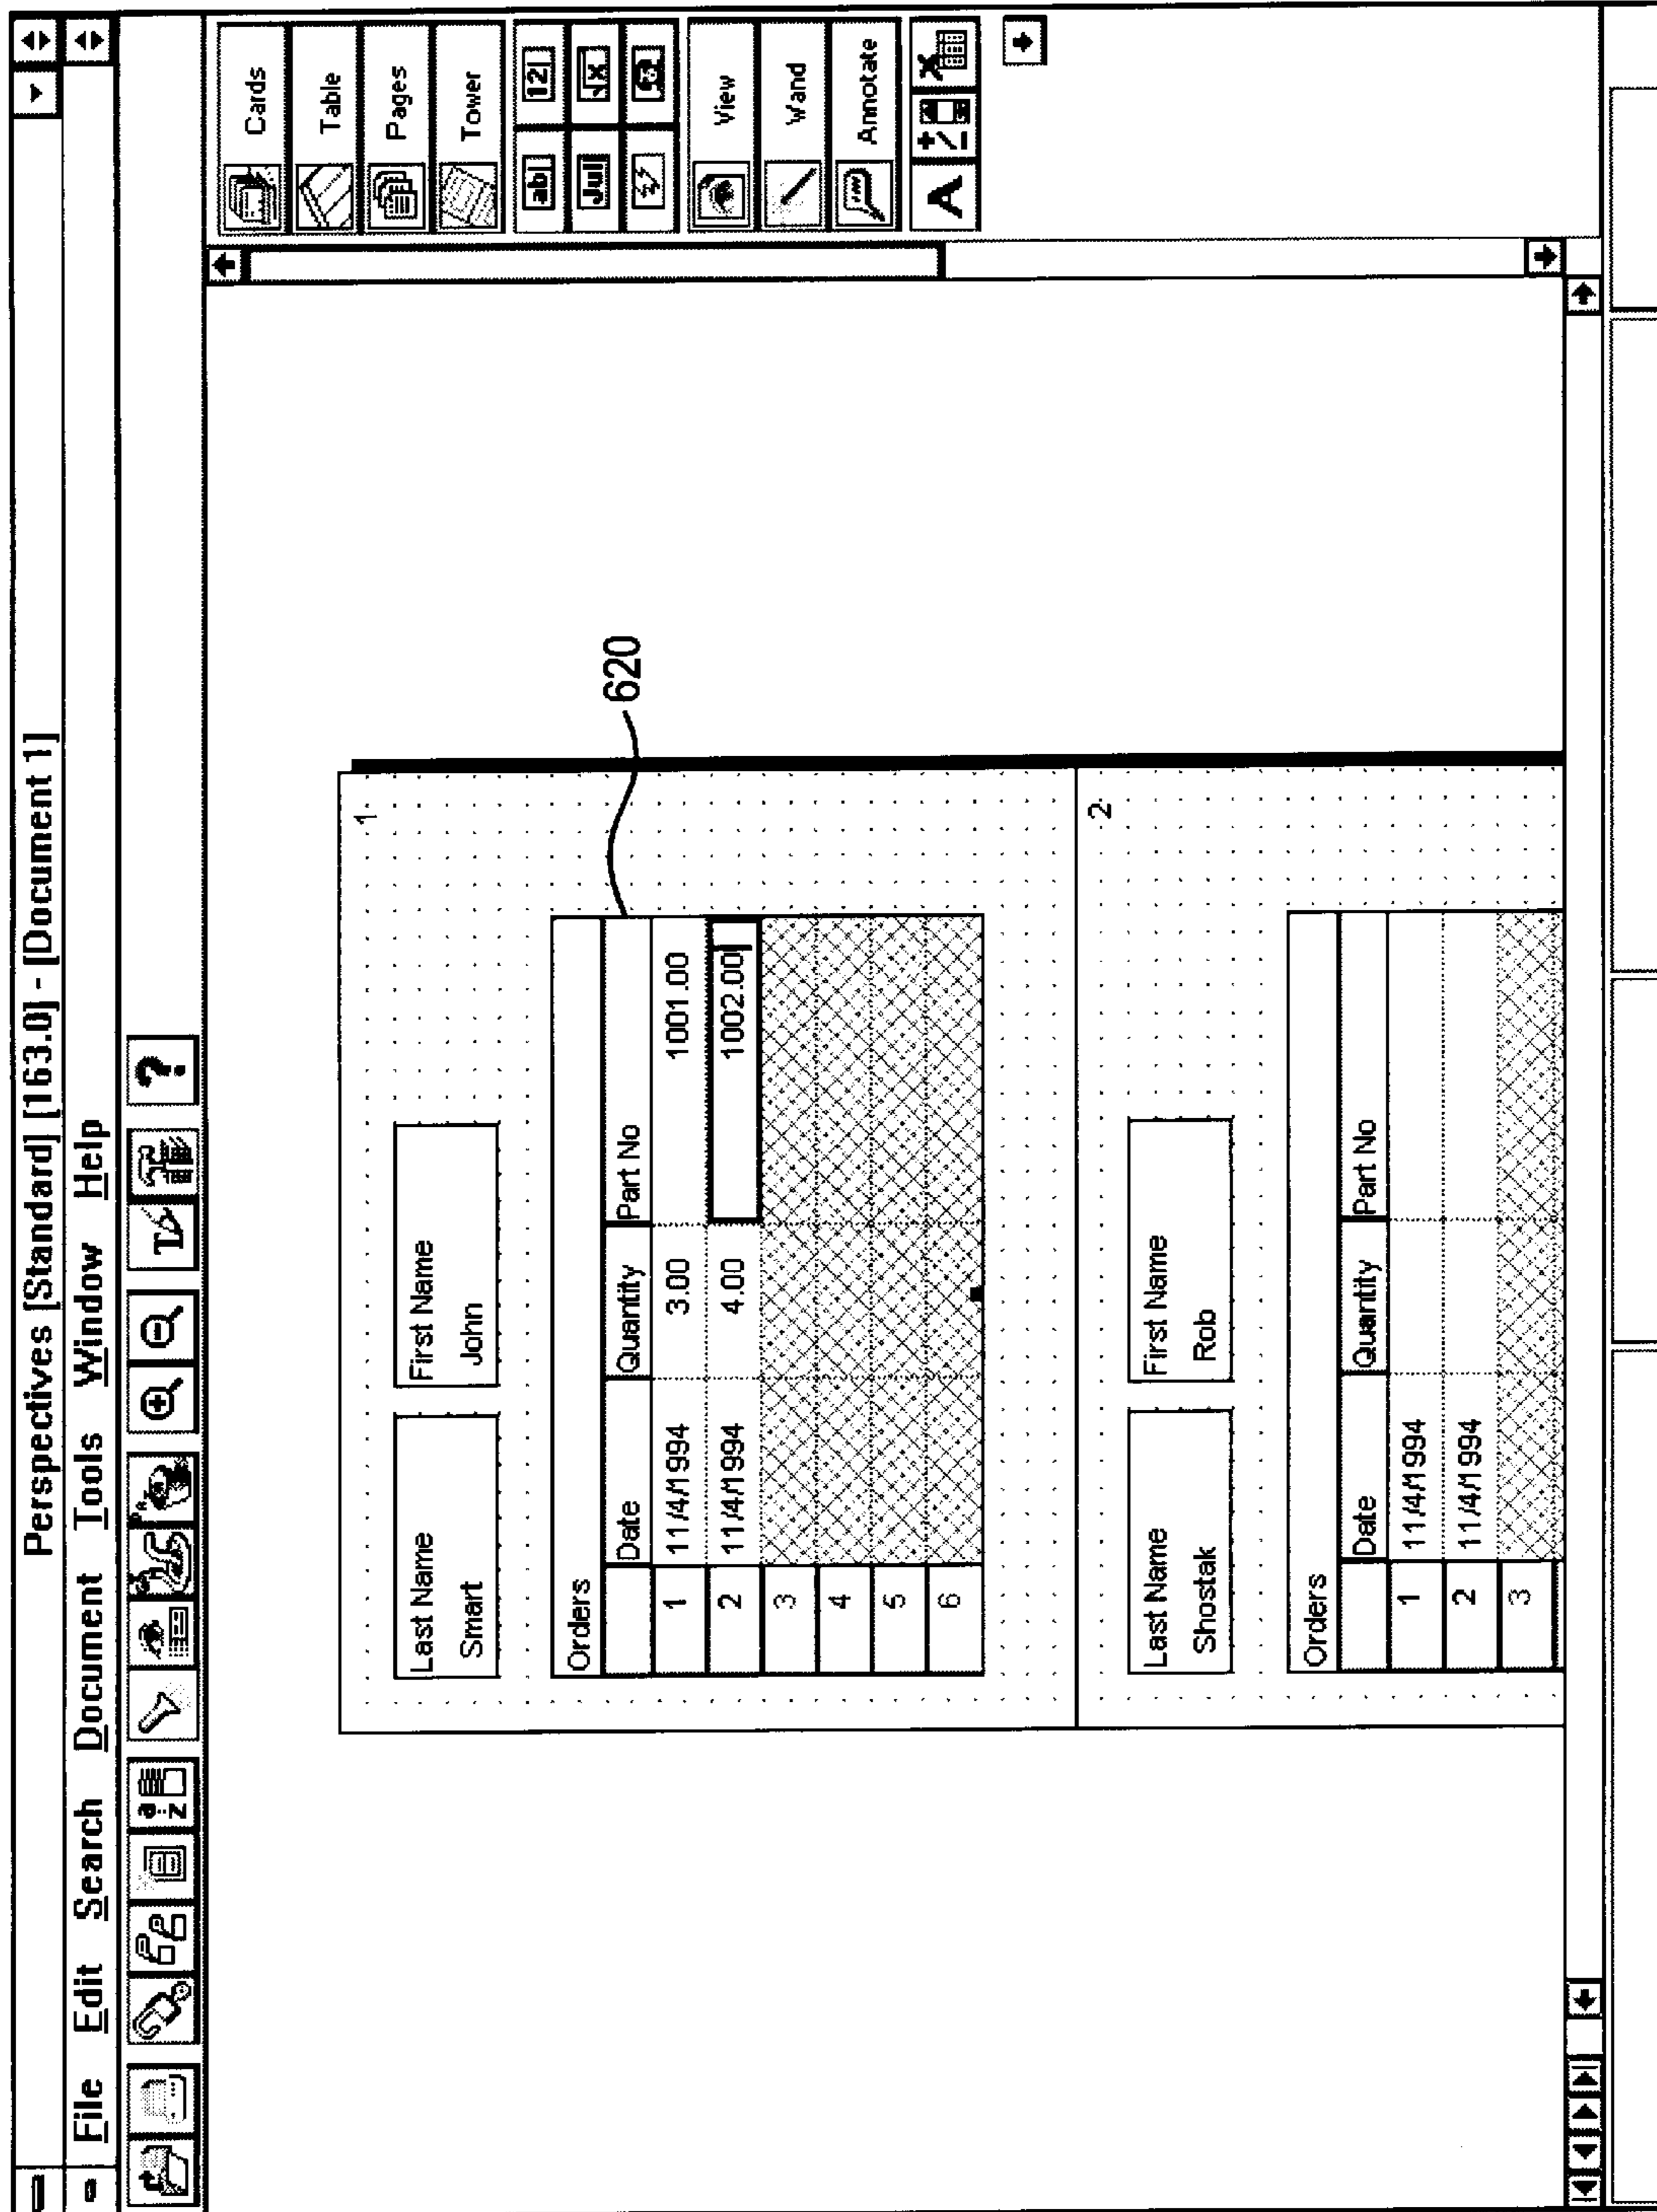 Perspectives [Standard] [163.0] - [Document 1]
File Edit Search Document Tools Window Help
?
Cards
Table
Pages
Tower
ab 12
Jul √x
View
Wand
Annotate
A +/- x
620
1
Last Name First Name
Smart John
Orders
Date Quantity Part No
1 11/4/1994 3.00 1001.00
2 11/4/1994 4.00 1002.00
3
4
5
6
2
Last Name First Name
Shostak Rob
Orders
Date Quantity Part No
1 11/4/1994
2 11/4/1994
3